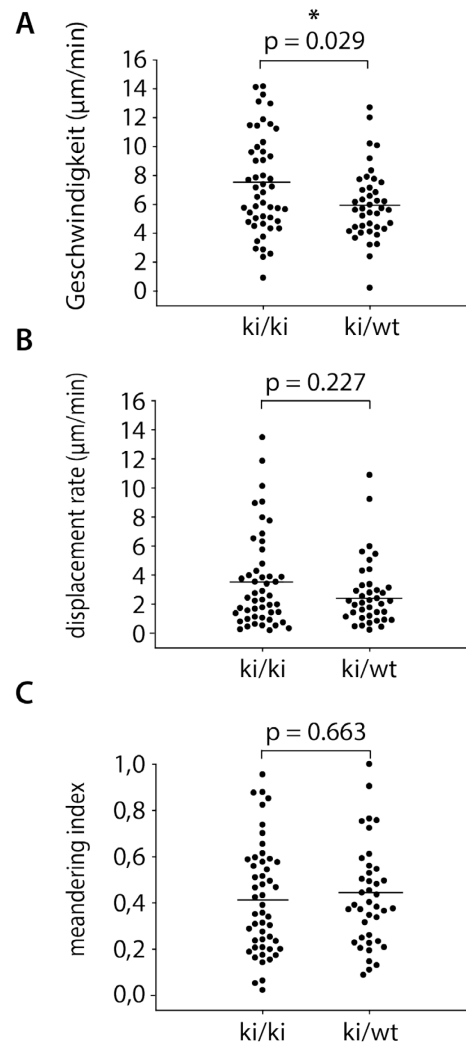 A
*
p = 0.029
Geschwindigkeit (µm/min)
16
14
12
10
8
6
4
2
0
ki/ki ki/wt
B
p = 0.227
displacement rate (µm/min)
16
14
12
10
8
6
4
2
0
ki/ki ki/wt
C
p = 0.663
meandering index
1,0
0,8
0,6
0,4
0,2
0,0
ki/ki ki/wt